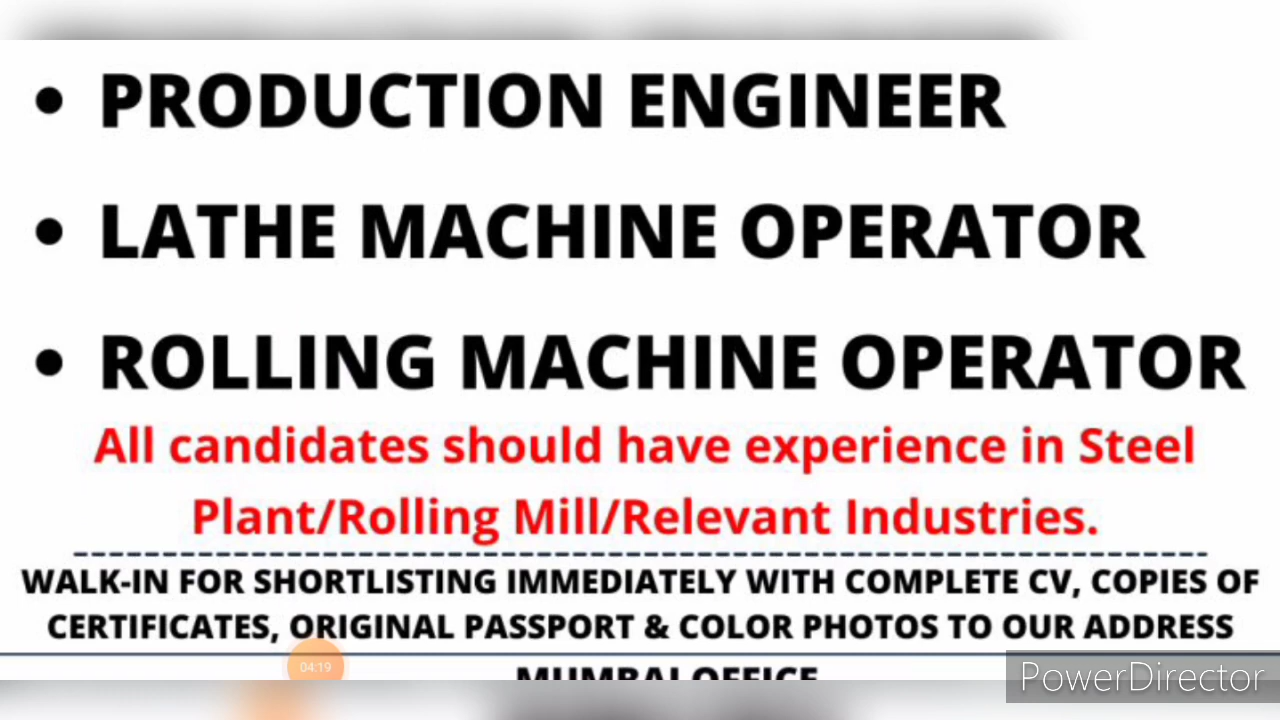 • PRODUCTION ENGINEER
• LATHE MACHINE OPERATOR
• ROLLING MACHINE OPERATOR
All candidates should have experience in Steel
Plant/Rolling Mill/Relevant Industries.
WALK-IN FOR SHORTLISTING IMMEDIATELY WITH COMPLETE CV, COPIES OF
CERTIFICATES, ORIGINAL PASSPORT & COLOR PHOTOS TO OUR ADDRESS
04:19
MUMBAI OFFICE
PowerDirector